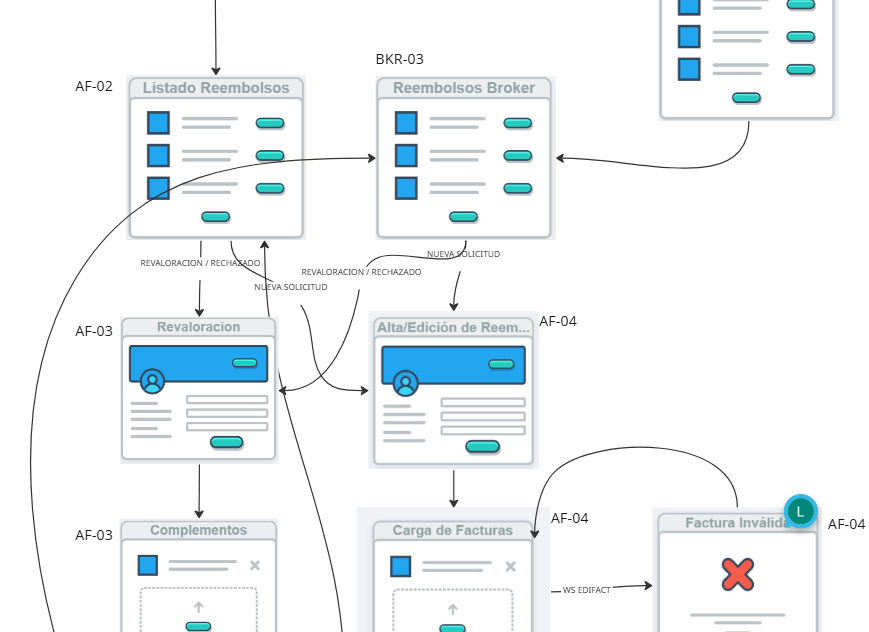 BKR-03
AF-02
Listado Reembolsos
Reembolsos Broker
REVALORACION / RECHAZADO
NUEVA SOLICITUD
REVALORACION / RECHAZADO
NUEVA SOLICITUD
AF-03
Revaloracion
Alta/Edición de Reem...
AF-04
AF-03
Complementos
Carga de Facturas
AF-04
Factura Inválida
L
AF-04
WS EDIFACT